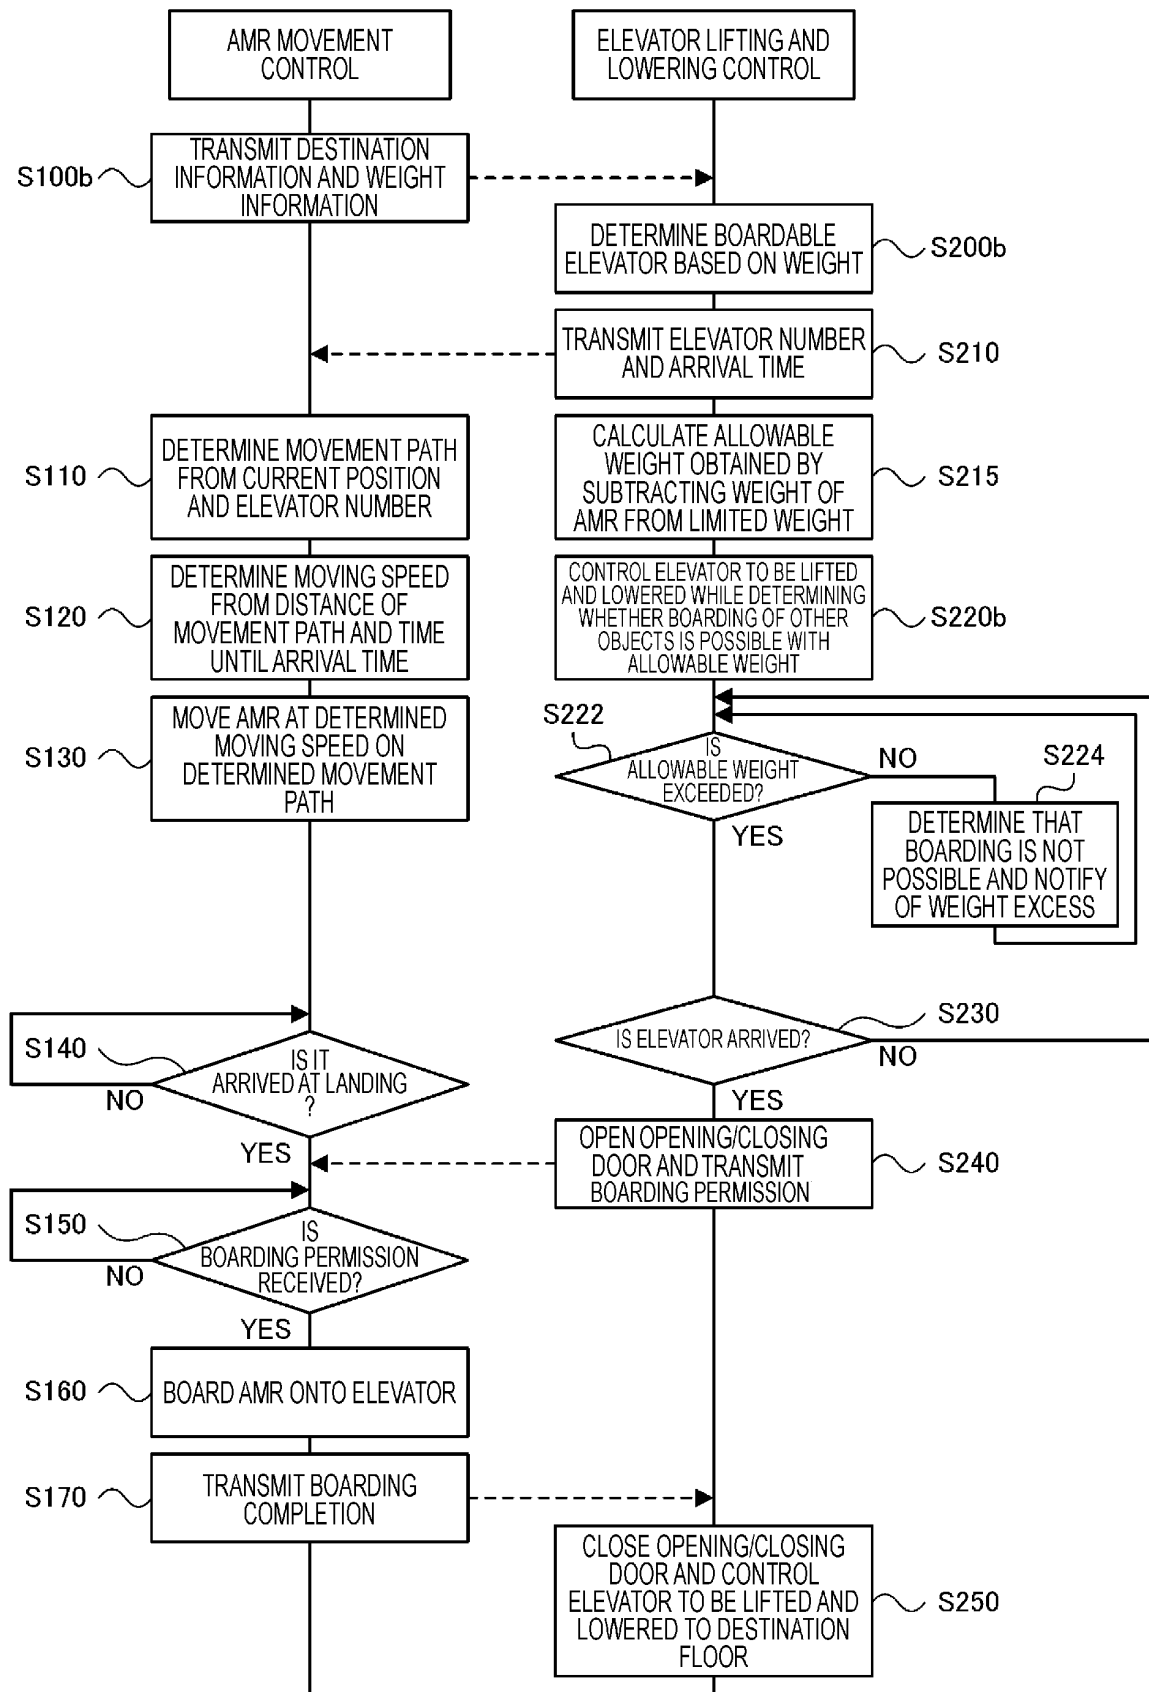 AMR MOVEMENT
CONTROL
ELEVATOR LIFTING AND
LOWERING CONTROL
S100b
TRANSMIT DESTINATION
INFORMATION AND WEIGHT
INFORMATION
DETERMINE BOARDABLE
ELEVATOR BASED ON WEIGHT
S200b
TRANSMIT ELEVATOR NUMBER
AND ARRIVAL TIME
S210
S110
DETERMINE MOVEMENT PATH
FROM CURRENT POSITION
AND ELEVATOR NUMBER
CALCULATE ALLOWABLE
WEIGHT OBTAINED BY
SUBTRACTING WEIGHT OF
AMR FROM LIMITED WEIGHT
S215
S120
DETERMINE MOVING SPEED
FROM DISTANCE OF
MOVEMENT PATH AND TIME
UNTIL ARRIVAL TIME
CONTROL ELEVATOR TO BE LIFTED
AND LOWERED WHILE DETERMINING
WHETHER BOARDING OF OTHER
OBJECTS IS POSSIBLE WITH
ALLOWABLE WEIGHT
S220b
S130
MOVE AMR AT DETERMINED
MOVING SPEED ON
DETERMINED MOVEMENT
PATH
S222
IS
ALLOWABLE WEIGHT
EXCEEDED?
NO
YES
S224
DETERMINE THAT
BOARDING IS NOT
POSSIBLE AND NOTIFY
OF WEIGHT EXCESS
S140
IS IT
ARRIVED AT LANDING
?
NO
YES
IS ELEVATOR ARRIVED?
S230
NO
YES
OPEN OPENING/CLOSING
DOOR AND TRANSMIT
BOARDING PERMISSION
S240
S150
IS
BOARDING PERMISSION
RECEIVED?
NO
YES
S160
BOARD AMR ONTO ELEVATOR
S170
TRANSMIT BOARDING
COMPLETION
CLOSE OPENING/CLOSING
DOOR AND CONTROL
ELEVATOR TO BE LIFTED AND
LOWERED TO DESTINATION
FLOOR
S250